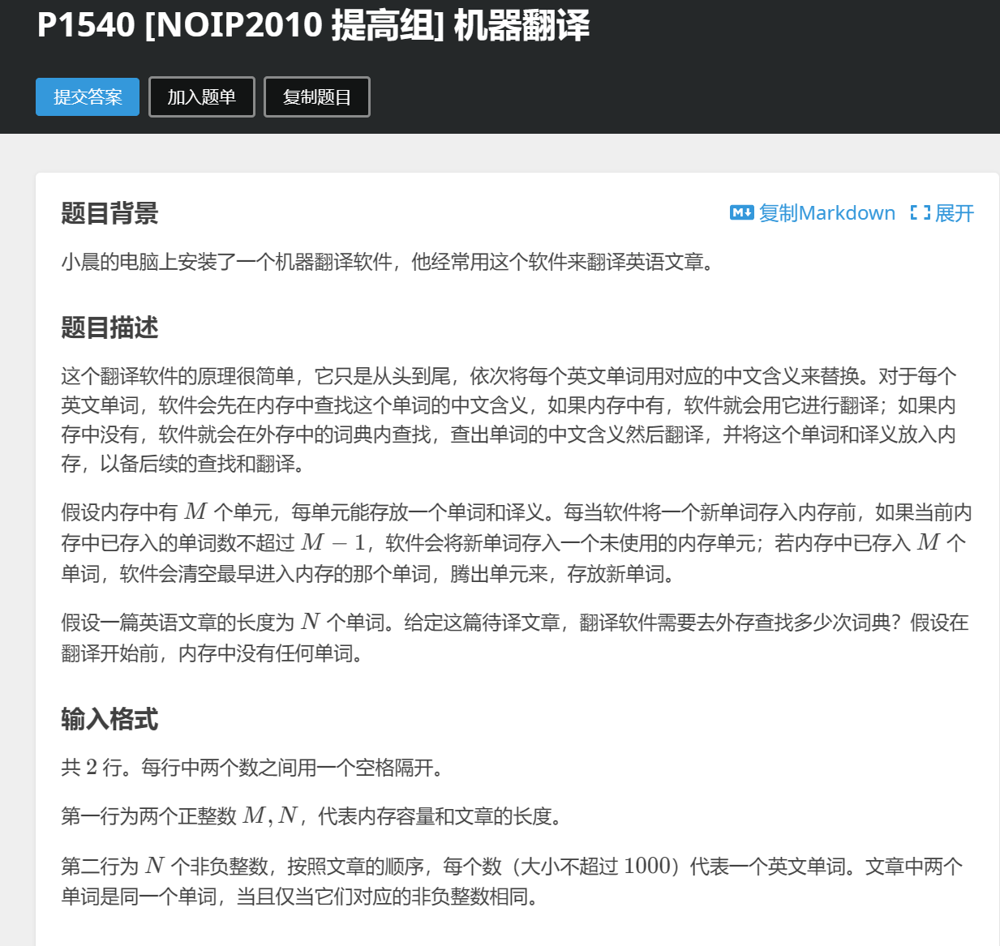 P1540 [NOIP2010 提高组] 机器翻译
提交答案 加入题单 复制题目
题目背景 复制Markdown 展开
小晨的电脑上安装了一个机器翻译软件，他经常用这个软件来翻译英语文章。
题目描述
这个翻译软件的原理很简单，它只是从头到尾，依次将每个英文单词用对应的中文含义来替换。对于每个
英文单词，软件会先在内存中查找这个单词的中文含义，如果内存中有，软件就会用它进行翻译；如果内
存中没有，软件就会在外存中的词典内查找，查出单词的中文含义然后翻译，并将这个单词和译义放入内
存，以备后续的查找和翻译。
假设内存中有 M 个单元，每单元能存放一个单词和译义。每当软件将一个新单词存入内存前，如果当前内
存中已存入的单词数不超过 M − 1，软件会将新单词存入一个未使用的内存单元；若内存中已存入 M 个
单词，软件会清空最早进入内存的那个单词，腾出单元来，存放新单词。
假设一篇英语文章的长度为 N 个单词。给定这篇待译文章，翻译软件需要去外存查找多少次词典？假设在
翻译开始前，内存中没有任何单词。
输入格式
共 2 行。每行中两个数之间用一个空格隔开。
第一行为两个正整数 M, N，代表内存容量和文章的长度。
第二行为 N 个非负整数，按照文章的顺序，每个数（大小不超过 1000）代表一个英文单词。文章中两个
单词是同一个单词，当且仅当它们对应的非负整数相同。